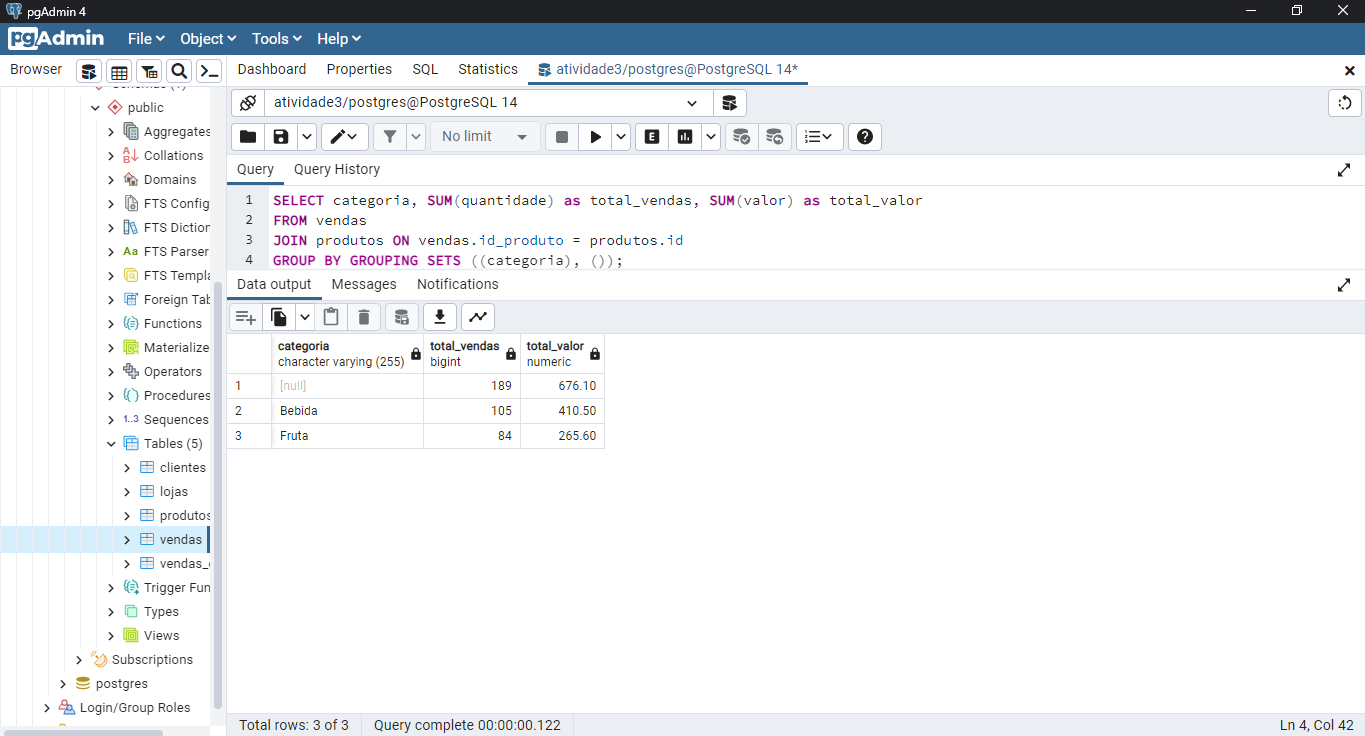 pgAdmin 4
pgAdmin File Object Tools Help
Browser
Dashboard Properties SQL Statistics atividade3/postgres@PostgreSQL 14*
public
Aggregates
Collations
Domains
FTS Config
FTS Diction
FTS Parser
FTS Templa
Foreign Tab
Functions
Materialize
Operators
Procedures
1..3 Sequences
Tables (5)
clientes
lojas
produtos
vendas
vendas_
Trigger Fun
Types
Views
Subscriptions
postgres
Login/Group Roles
atividade3/postgres@PostgreSQL 14
No limit
E
Query Query History
1 SELECT categoria, SUM(quantidade) as total_vendas, SUM(valor) as total_valor
2 FROM vendas
3 JOIN produtos ON vendas.id_produto = produtos.id
4 GROUP BY GROUPING SETS ((categoria), ());
Data output Messages Notifications
categoria total_vendas total_valor
character varying (255) bigint numeric
1 [null] 189 676.10
2 Bebida 105 410.50
3 Fruta 84 265.60
Total rows: 3 of 3 Query complete 00:00:00.122 Ln 4, Col 42